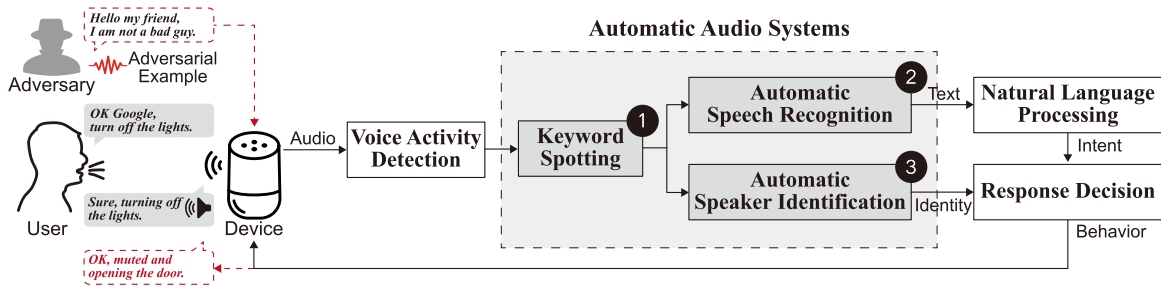 Hello my friend,
I am not a bad guy.
Adversary
Adversarial
Example
OK Google,
turn off the lights.
Sure, turning off
the lights.
User
Device
OK, muted and
opening the door.
Audio
Voice Activity
Detection
Automatic Audio Systems
Keyword
Spotting
1
Automatic
Speech Recognition
2
Automatic
Speaker Identification
3
Text
Identity
Natural Language
Processing
Intent
Response Decision
Behavior